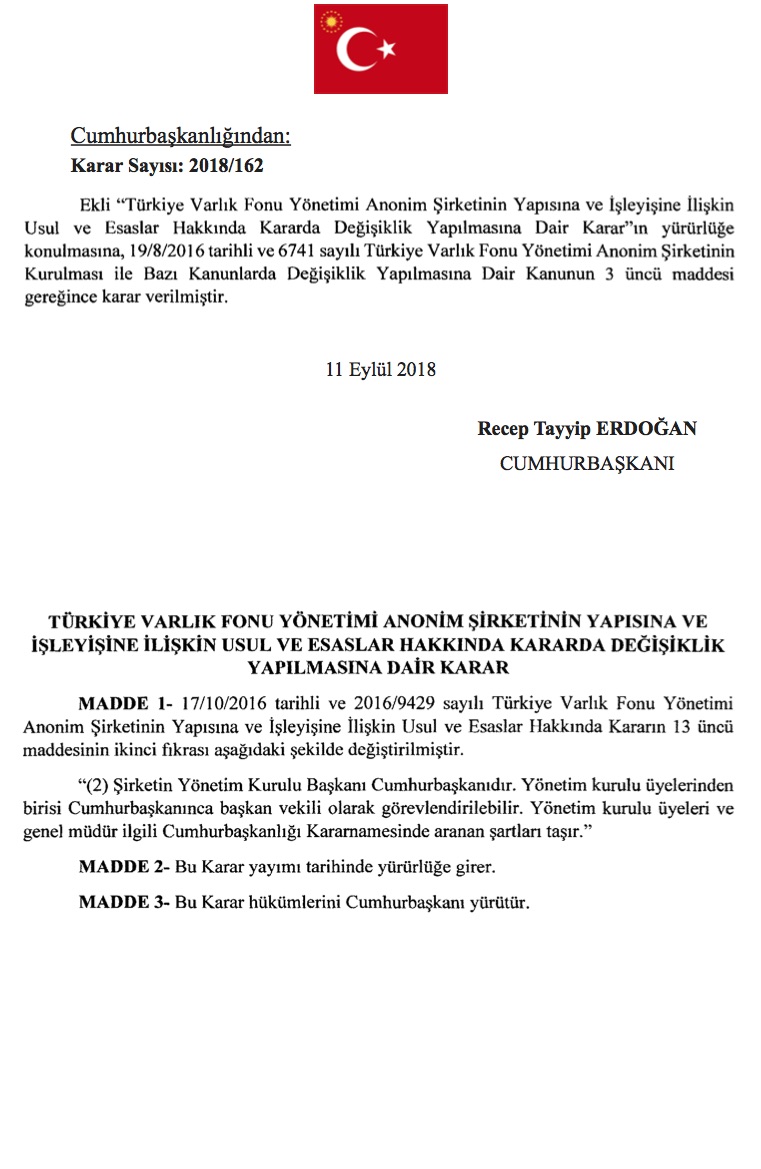 Cumhurbaşkanlığından:
Karar Sayısı: 2018/162
Ekli “Türkiye Varlık Fonu Yönetimi Anonim Şirketinin Yapısına ve İşleyişine İlişkin
Usul ve Esaslar Hakkında Kararda Değişiklik Yapılmasına Dair Karar”ın yürürlüğe
konulmasına, 19/8/2016 tarihli ve 6741 sayılı Türkiye Varlık Fonu Yönetimi Anonim Şirketinin
Kurulması ile Bazı Kanunlarda Değişiklik Yapılmasına Dair Kanunun 3 üncü maddesi
gereğince karar verilmiştir.
11 Eylül 2018
Recep Tayyip ERDOĞAN
CUMHURBAŞKANI
TÜRKİYE VARLIK FONU YÖNETİMİ ANONİM ŞİRKETİNİN YAPISINA VE
İŞLEYİŞİNE İLİŞKİN USUL VE ESASLAR HAKKINDA KARARDA DEĞİŞİKLİK
YAPILMASINA DAİR KARAR
MADDE 1- 17/10/2016 tarihli ve 2016/9429 sayılı Türkiye Varlık Fonu Yönetimi
Anonim Şirketinin Yapısına ve İşleyişine İlişkin Usul ve Esaslar Hakkında Kararın 13 üncü
maddesinin ikinci fıkrası aşağıdaki şekilde değiştirilmiştir.
“(2) Şirketin Yönetim Kurulu Başkanı Cumhurbaşkanıdır. Yönetim kurulu üyelerinden
birisi Cumhurbaşkanınca başkan vekili olarak görevlendirilebilir. Yönetim kurulu üyeleri ve
genel müdür ilgili Cumhurbaşkanlığı Kararnamesinde aranan şartları taşır.”
MADDE 2- Bu Karar yayımı tarihinde yürürlüğe girer.
MADDE 3- Bu Karar hükümlerini Cumhurbaşkanı yürütür.